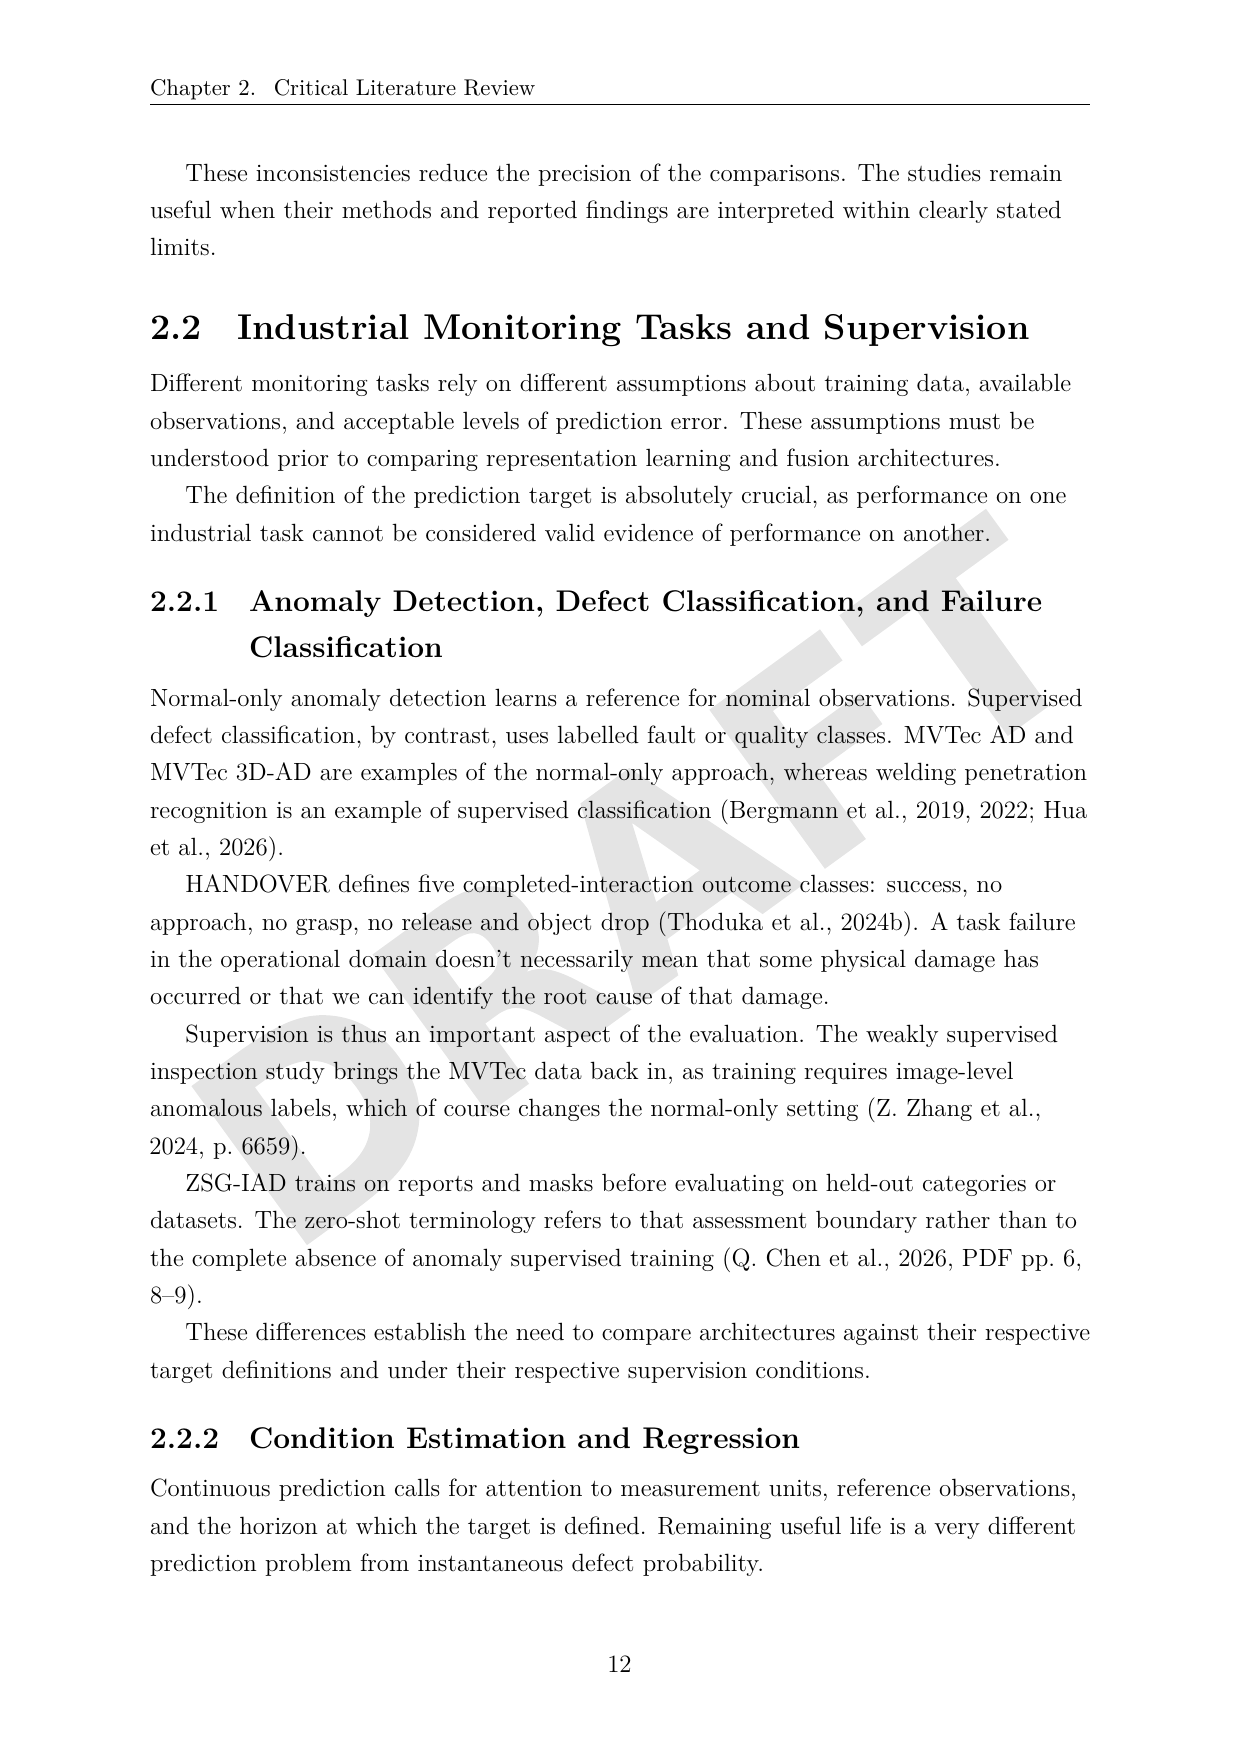 Chapter 2. Critical Literature Review
These inconsistencies reduce the precision of the comparisons. The studies remain
useful when their methods and reported findings are interpreted within clearly stated
limits.
2.2 Industrial Monitoring Tasks and Supervision
Different monitoring tasks rely on different assumptions about training data, available
observations, and acceptable levels of prediction error. These assumptions must be
understood prior to comparing representation learning and fusion architectures.
The definition of the prediction target is absolutely crucial, as performance on one
industrial task cannot be considered valid evidence of performance on another.
2.2.1 Anomaly Detection, Defect Classification, and Failure
Classification
Normal-only anomaly detection learns a reference for nominal observations. Supervised
defect classification, by contrast, uses labelled fault or quality classes. MVTec AD and
MVTec 3D-AD are examples of the normal-only approach, whereas welding penetration
recognition is an example of supervised classification (Bergmann et al., 2019, 2022; Hua
et al., 2026).
HANDOVER defines five completed-interaction outcome classes: success, no
approach, no grasp, no release and object drop (Thoduka et al., 2024b). A task failure
in the operational domain doesn't necessarily mean that some physical damage has
occurred or that we can identify the root cause of that damage.
Supervision is thus an important aspect of the evaluation. The weakly supervised
inspection study brings the MVTec data back in, as training requires image-level
anomalous labels, which of course changes the normal-only setting (Z. Zhang et al.,
2024, p. 6659).
ZSG-IAD trains on reports and masks before evaluating on held-out categories or
datasets. The zero-shot terminology refers to that assessment boundary rather than to
the complete absence of anomaly supervised training (Q. Chen et al., 2026, PDF pp. 6,
8–9).
These differences establish the need to compare architectures against their respective
target definitions and under their respective supervision conditions.
2.2.2 Condition Estimation and Regression
Continuous prediction calls for attention to measurement units, reference observations,
and the horizon at which the target is defined. Remaining useful life is a very different
prediction problem from instantaneous defect probability.
12
DRAFT